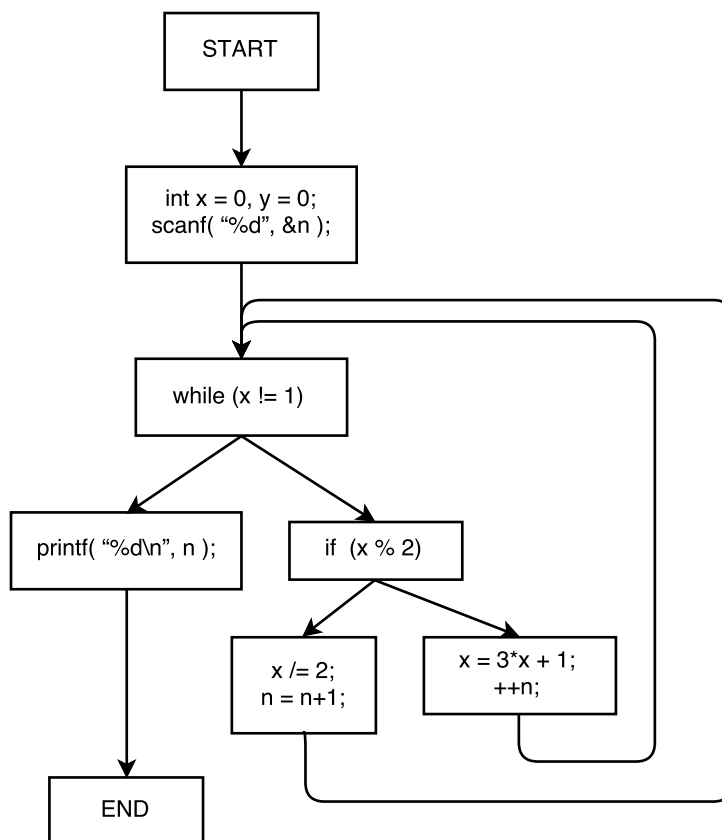 START
int x = 0, y = 0;
scanf( “%d”, &n );
while (x != 1)
printf( “%d\n”, n );
if (x % 2)
x /= 2;
n = n+1;
x = 3*x + 1;
++n;
END